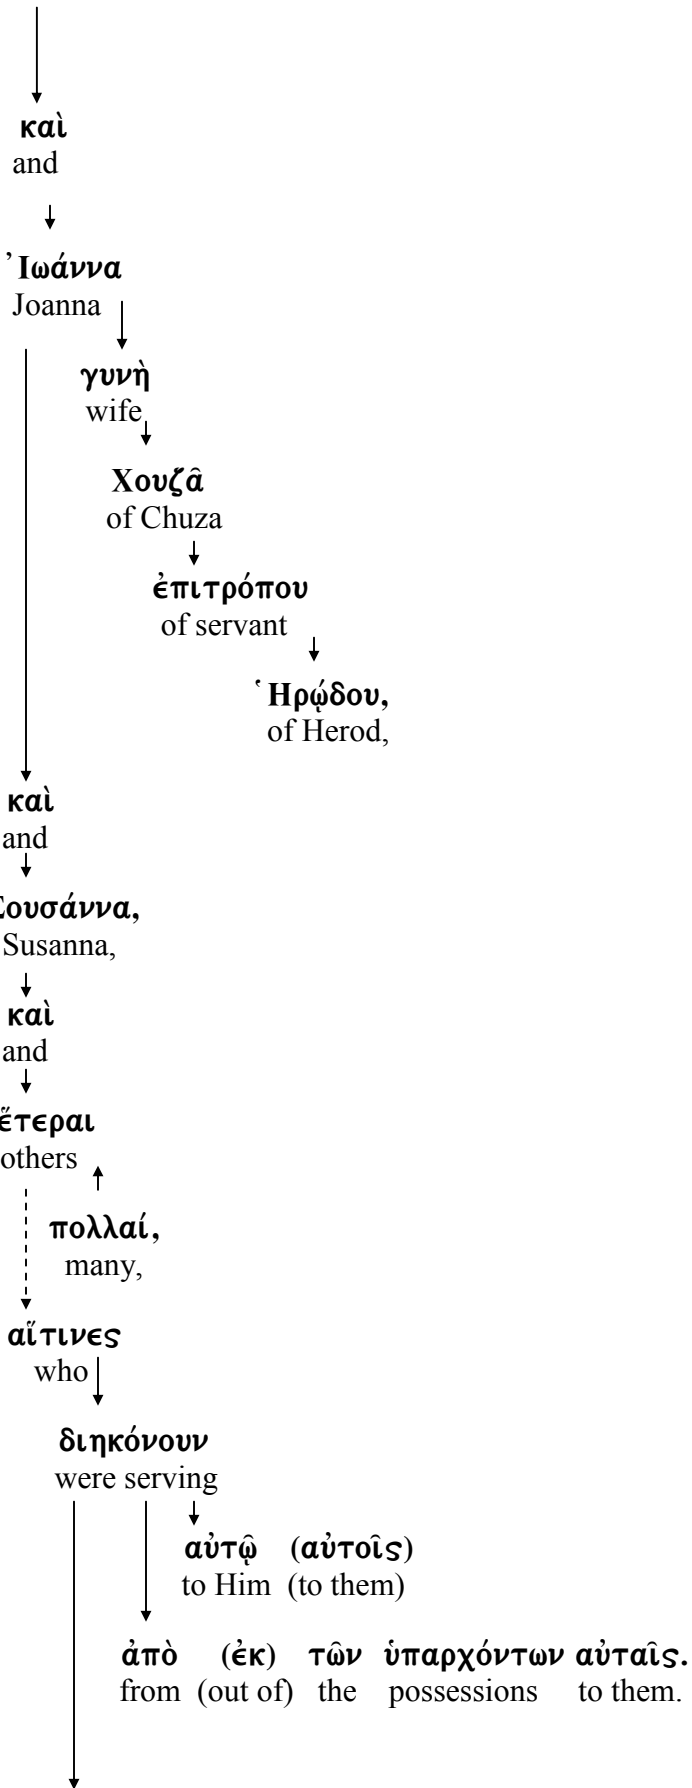 καὶ
and
Ἰωάννα
Joanna
γυνὴ
wife
Χουζᾶ
of Chuza
ἐπιτρόπου
of servant
Ἡρῴδου,
of Herod,
καὶ
and
Σουσάννα,
Susanna,
καὶ
and
ἕτεραι
others
πολλαί,
many,
αἵτινες
who
διηκόνουν
were serving
αὐτῷ (αὐτοῖς)
to Him (to them)
ἀπὸ (ἐκ) τῶν ὑπαρχόντων αὐταῖς.
from (out of) the possessions to them.